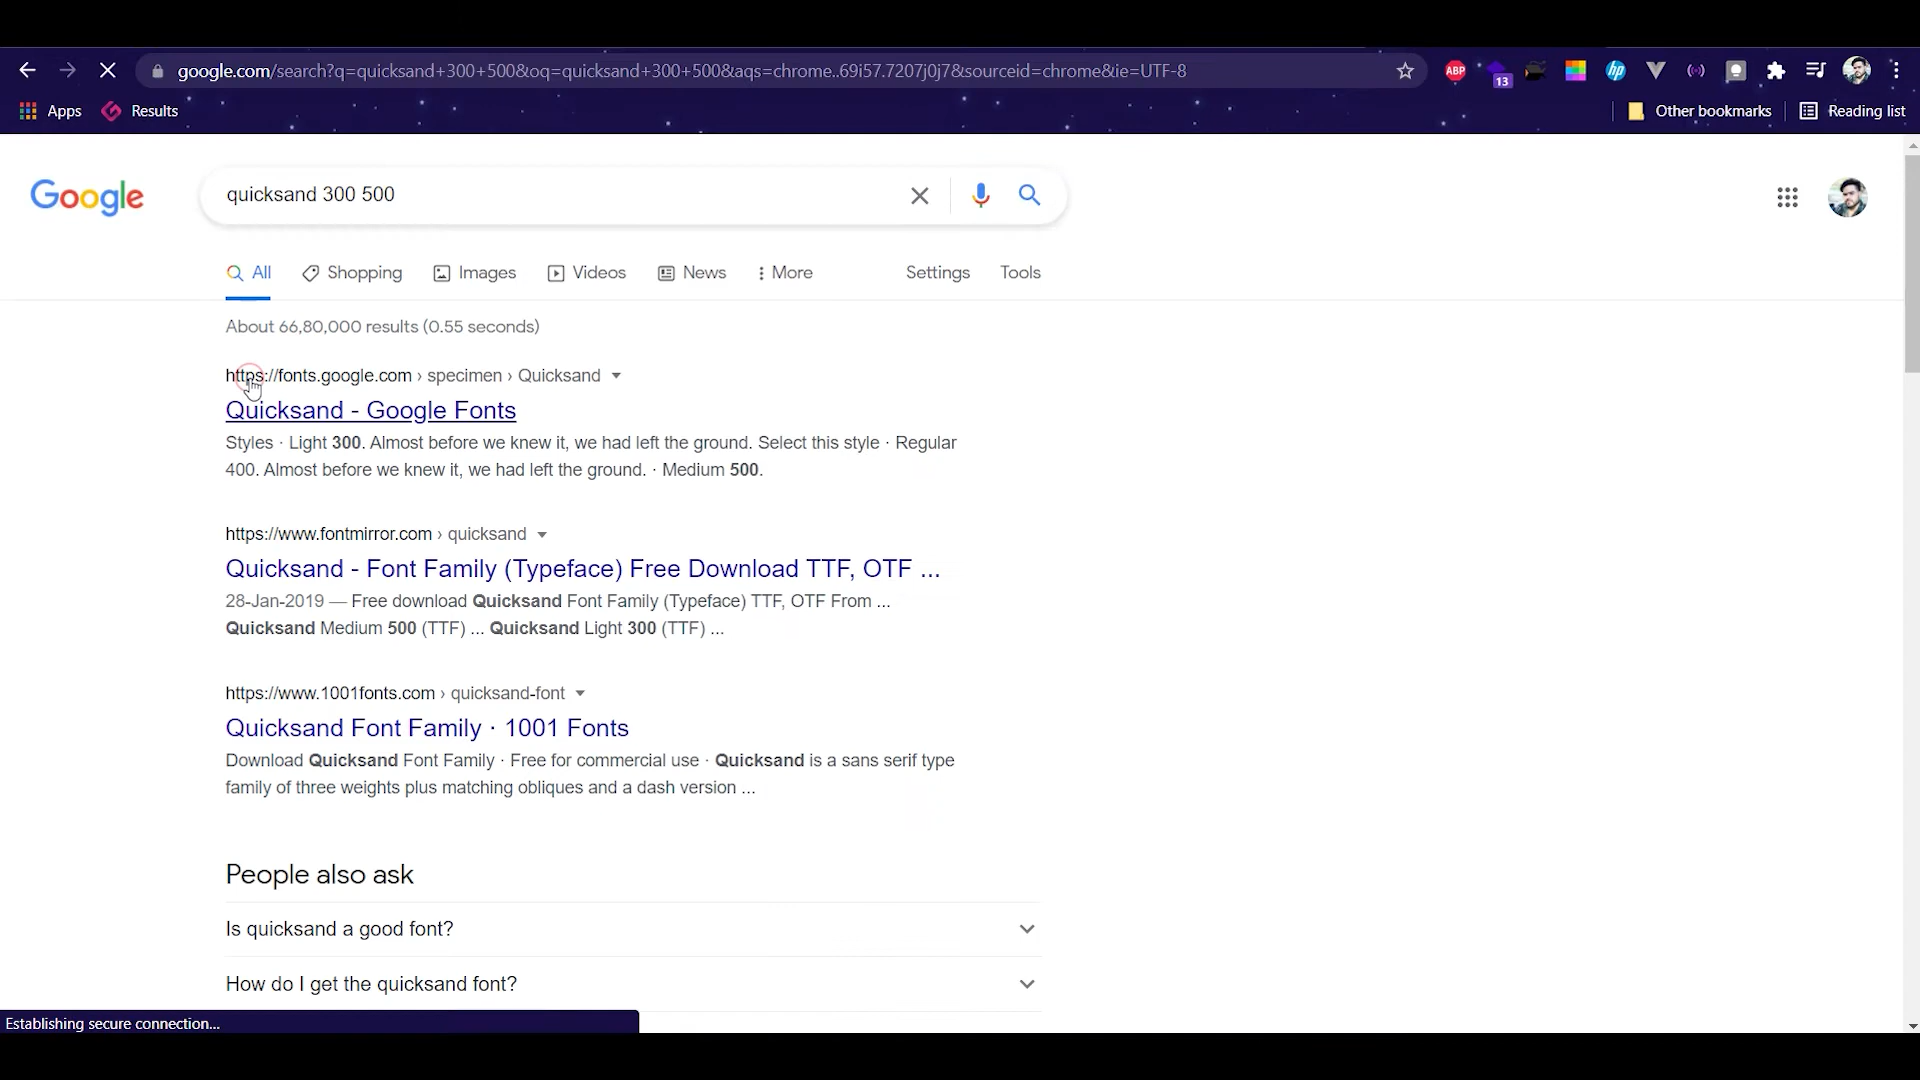 google.com/search?q=quicksand+300+500&oq=quicksand+300+500&aqs=chrome..69i57.7207j0j7&sourceid=chrome&ie=UTF-8
ABP
13
hp
Apps
Results
Other bookmarks
Reading list
Google
quicksand 300 500
All
Shopping
Images
Videos
News
More
Settings
Tools
About 66,80,000 results (0.55 seconds)
https://fonts.google.com › specimen › Quicksand
Quicksand - Google Fonts
Styles · Light 300. Almost before we knew it, we had left the ground. Select this style · Regular
400. Almost before we knew it, we had left the ground. · Medium 500.
https://www.fontmirror.com › quicksand
Quicksand - Font Family (Typeface) Free Download TTF, OTF ...
28-Jan-2019 — Free download Quicksand Font Family (Typeface) TTF, OTF From ...
Quicksand Medium 500 (TTF) ... Quicksand Light 300 (TTF) ...
https://www.1001fonts.com › quicksand-font
Quicksand Font Family · 1001 Fonts
Download Quicksand Font Family · Free for commercial use · Quicksand is a sans serif type
family of three weights plus matching obliques and a dash version ...
People also ask
Is quicksand a good font?
How do I get the quicksand font?
Establishing secure connection...